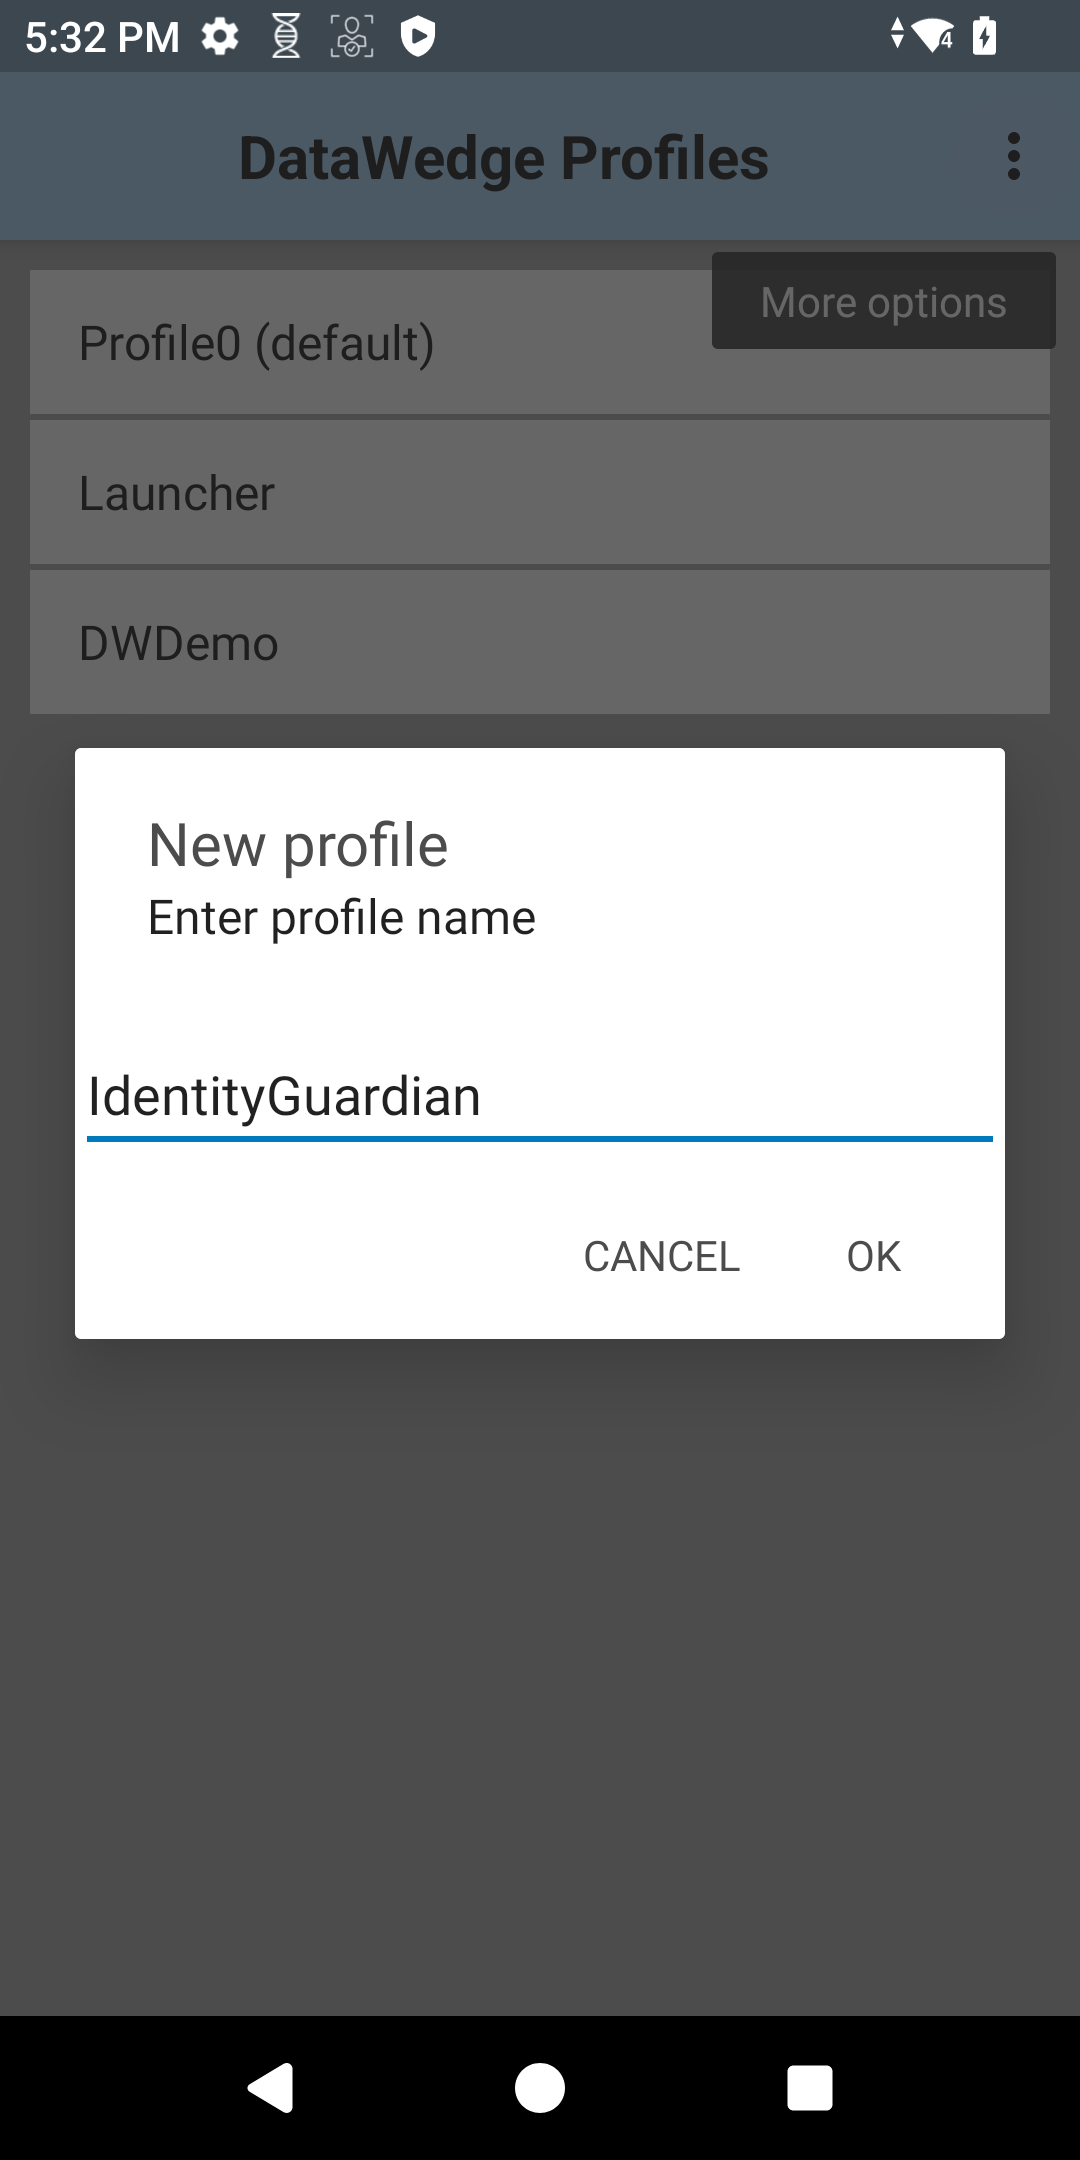 5:32 PM
4
DataWedge Profiles
More options
Profile0 (default)
Launcher
DWDemo
New profile
Enter profile name
IdentityGuardian
CANCEL OK